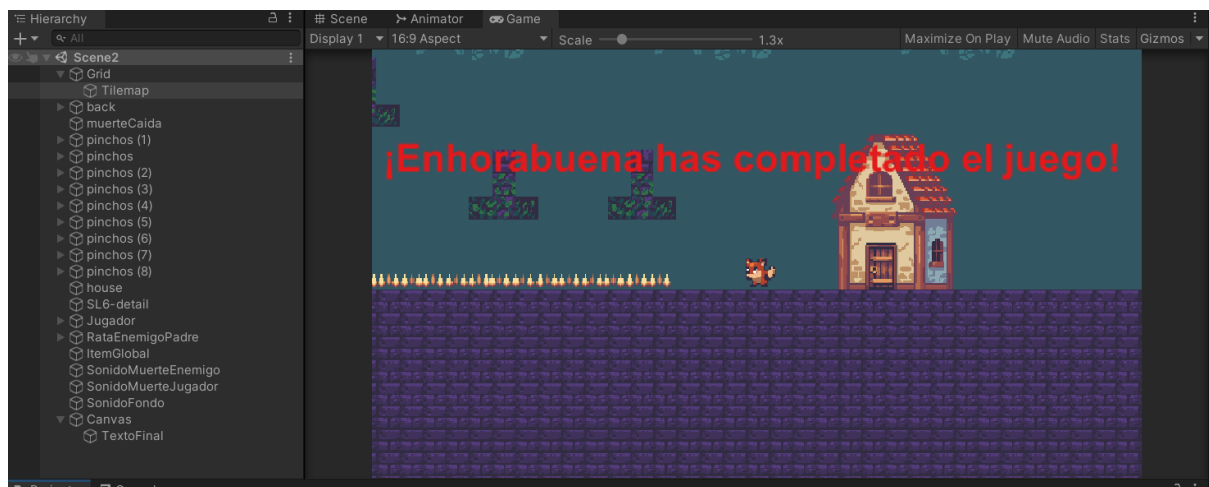 Hierarchy
Scene
Animator
Game
All
Display 1
16:9 Aspect
Scale
1.3x
Maximize On Play
Mute Audio
Stats
Gizmos
Scene2
Grid
Tilemap
back
muerteCaida
pinchos (1)
pinchos
pinchos (2)
pinchos (3)
pinchos (4)
pinchos (5)
pinchos (6)
pinchos (7)
pinchos (8)
house
SL6-detail
Jugador
RataEnemigoPadre
ItemGlobal
SonidoMuerteEnemigo
SonidoMuerteJugador
SonidoFondo
Canvas
TextoFinal
¡Enhorabuena has completado el juego!